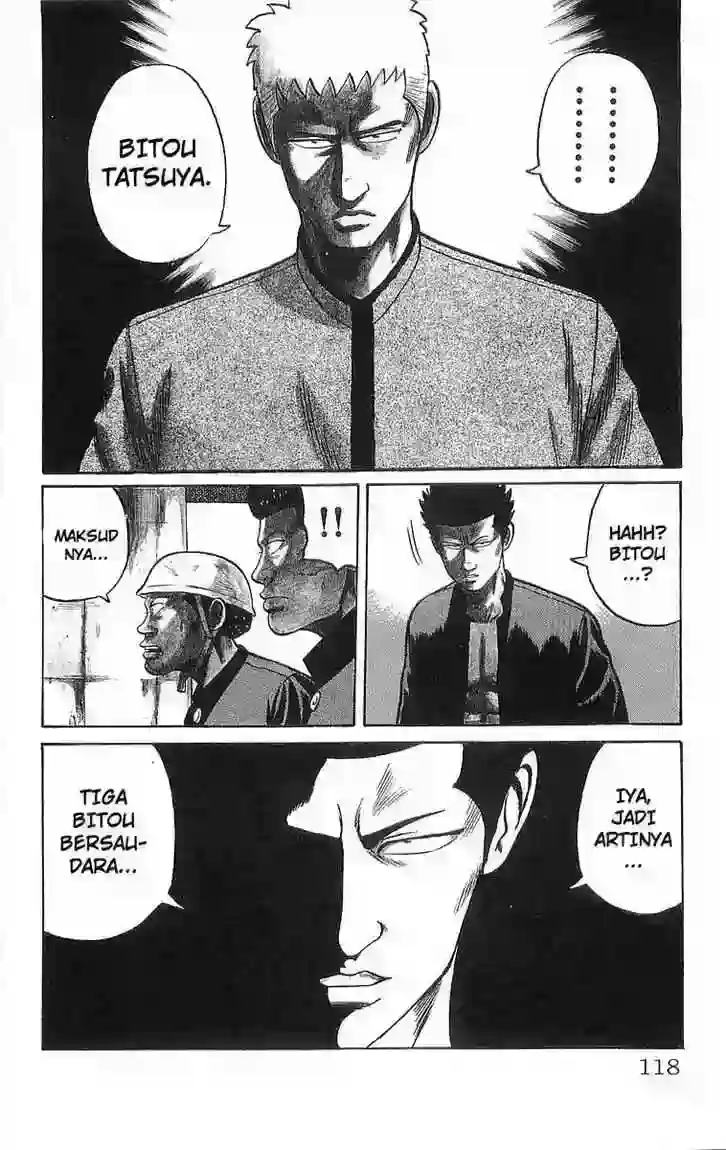 ..................
BITOU
TATSUYA.
HAHH?
BITOU
...?
!!
MAKSUD
NYA...
IYA,
JADI
ARTINYA
...
TIGA
BITOU
BERSAU-
DARA...
118